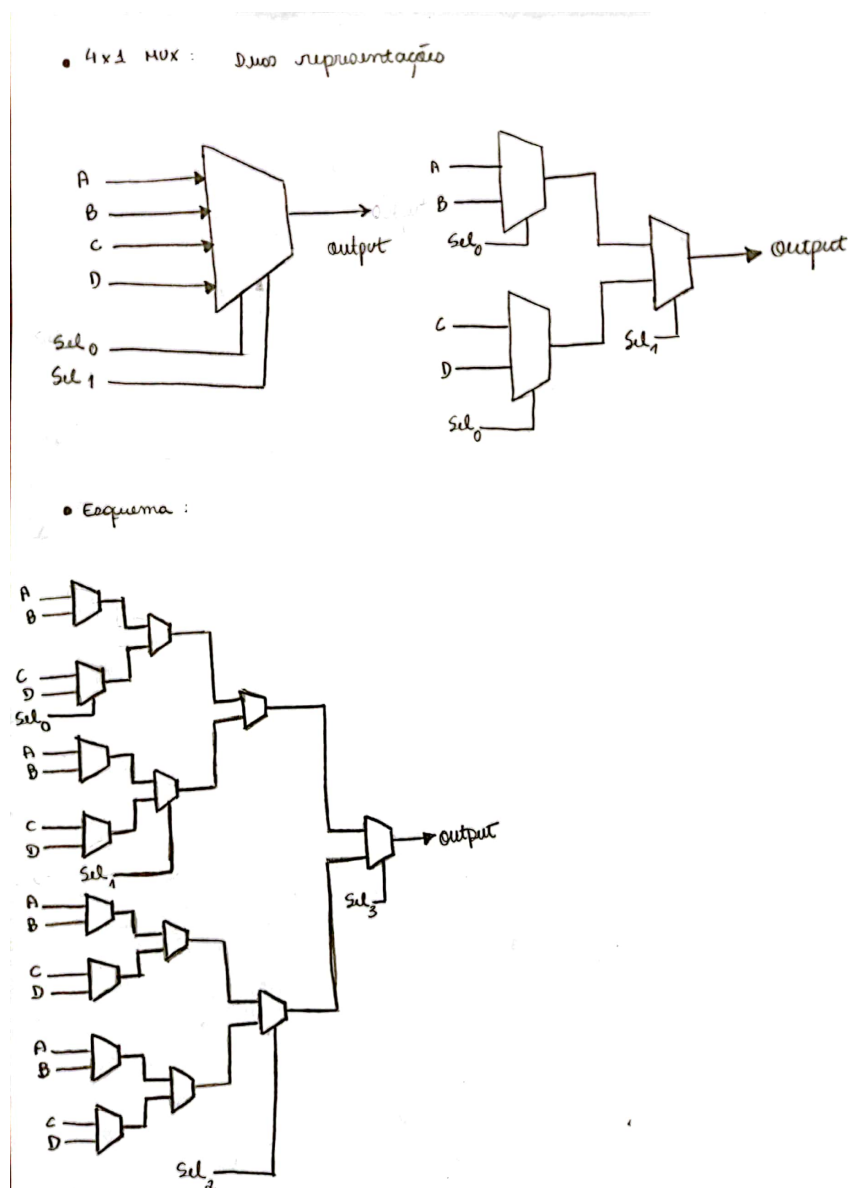 • 4x1 MUX: Duas representações
A
B
C
D
Sel 0
Sel 1
output
A
B
Sel0
C
D
Sel0
Sel1
output
• Esquema :
A
B
C
D
Sel0
A
B
C
D
Sel1
A
B
C
D
A
B
C
D
Sel2
Sel3
output